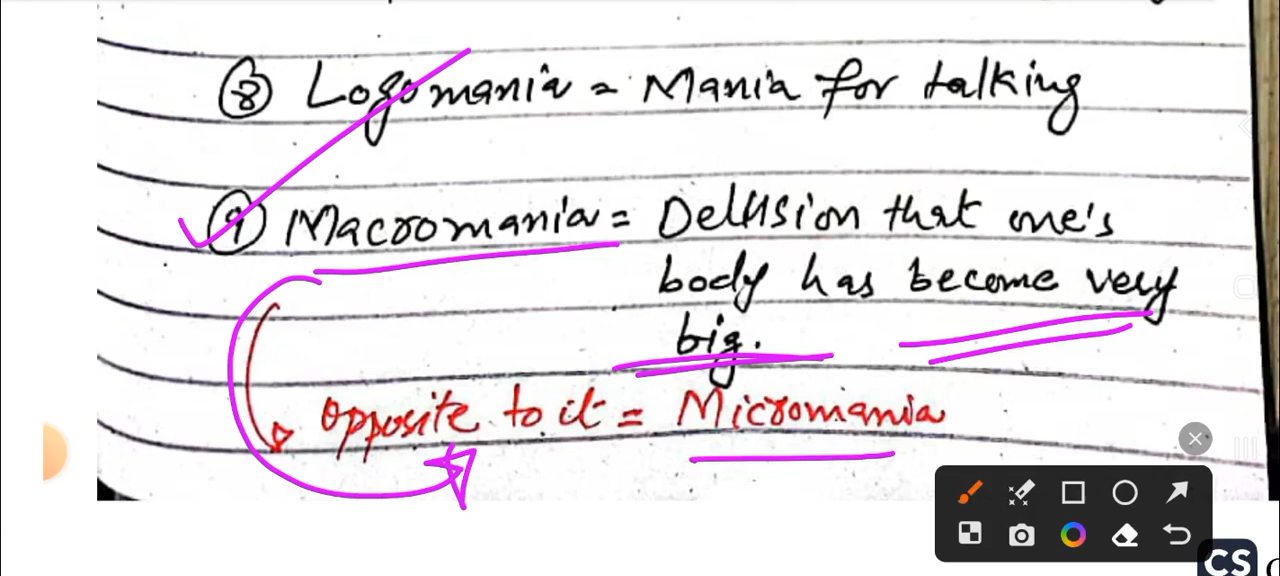 ⑧ Logomania = Mania for talking
⑨ Macromania = Delusion that one's
body has become very
big.
opposite to it = Micromania
CS